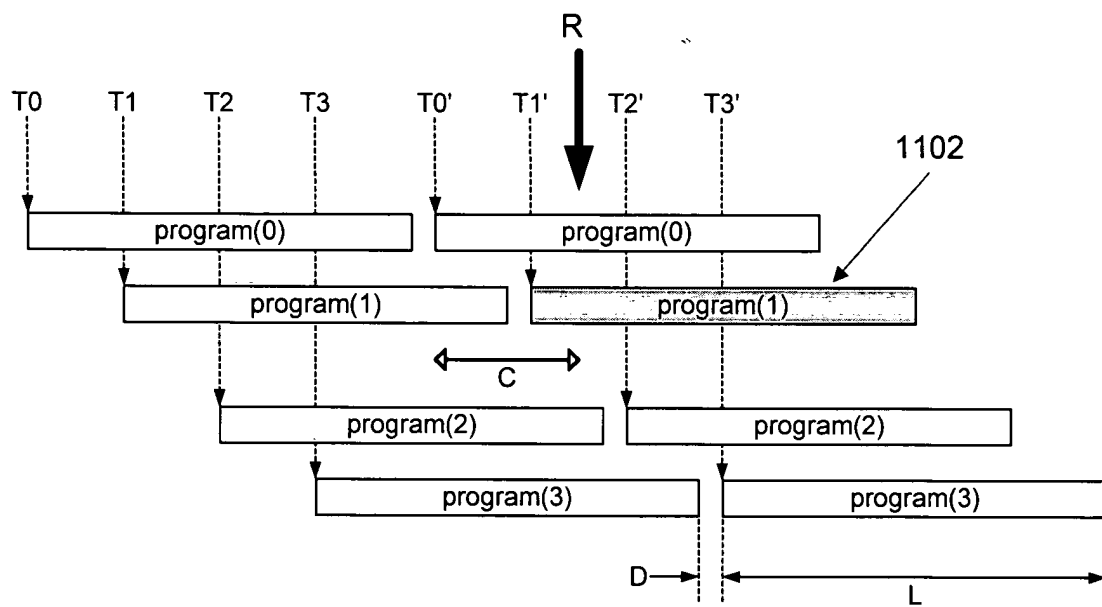 R
T0 T1 T2 T3 T0' T1' T2' T3'
1102
program(0) program(0)
program(1) program(1)
C
program(2) program(2)
program(3) program(3)
D L